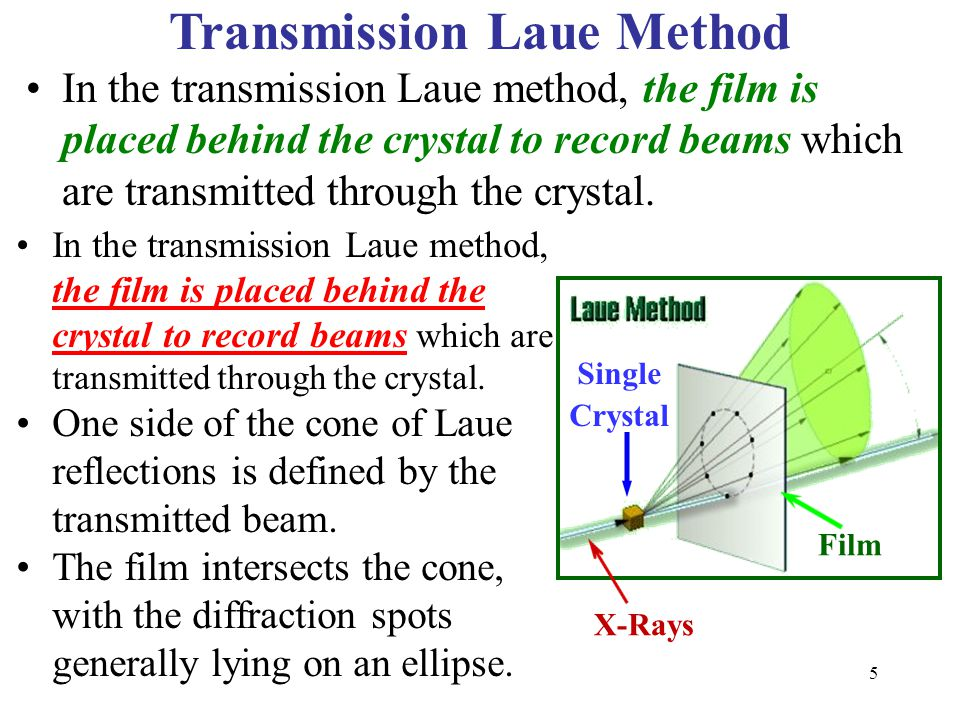 Transmission Laue Method
• In the transmission Laue method, the film is
placed behind the crystal to record beams which
are transmitted through the crystal.
• In the transmission Laue method,
the film is placed behind the
crystal to record beams which are
transmitted through the crystal.
• One side of the cone of Laue
reflections is defined by the
transmitted beam.
• The film intersects the cone,
with the diffraction spots
generally lying on an ellipse.
Laue Method
Single
Crystal
Film
X-Rays
5